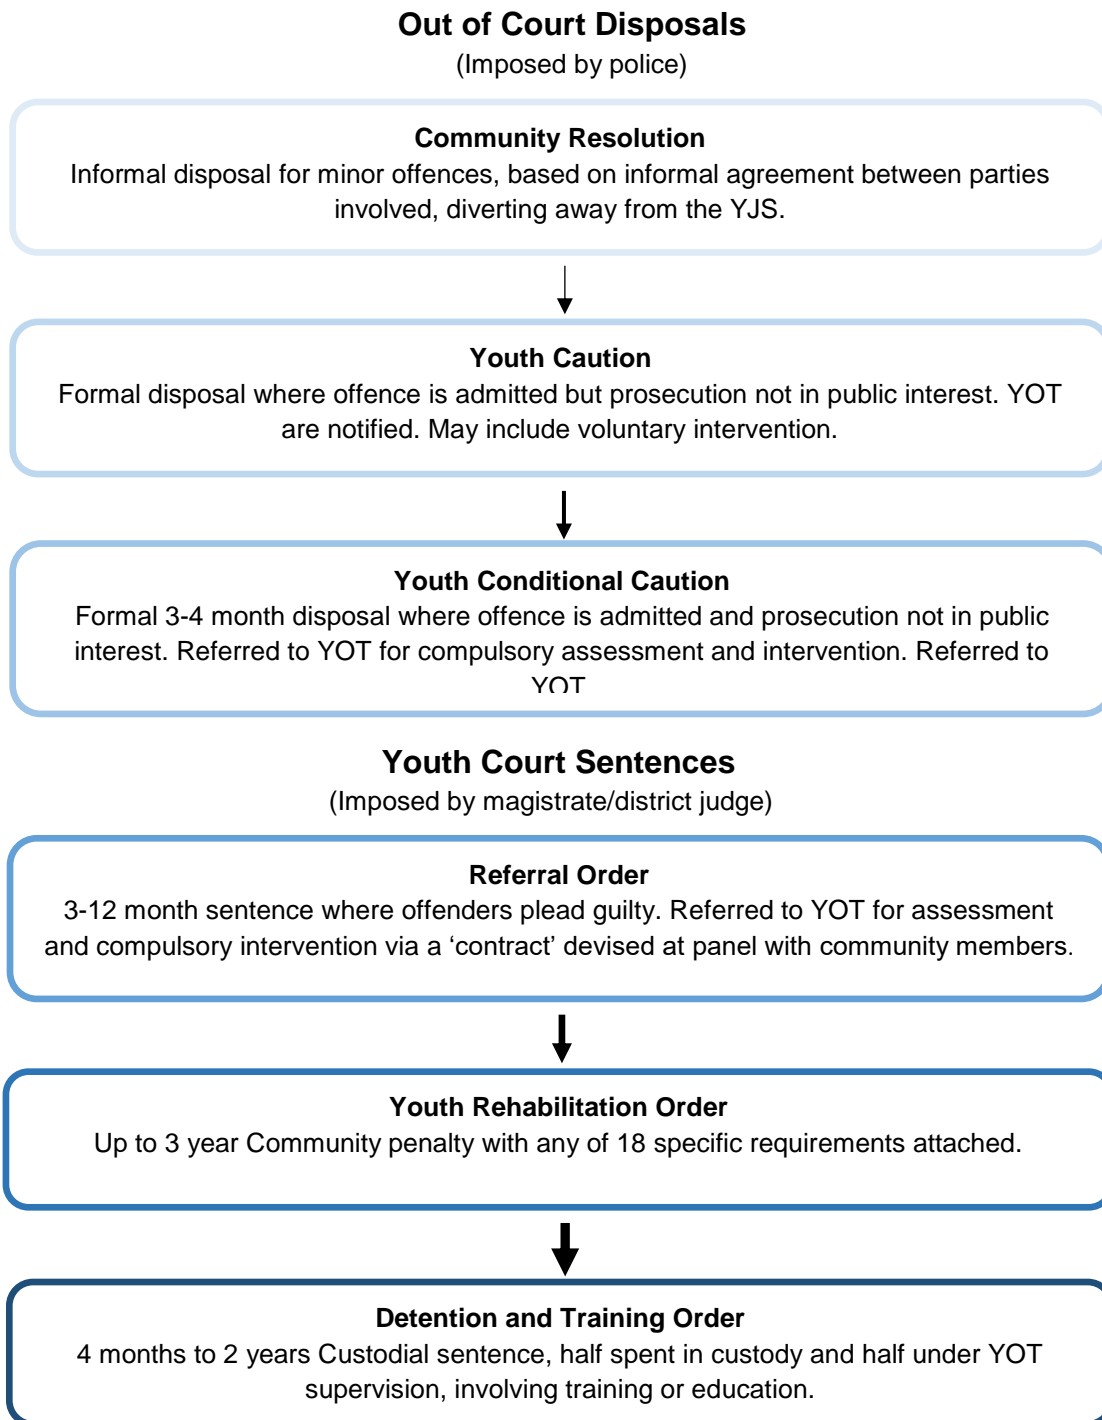 Out of Court Disposals
(Imposed by police)
Community Resolution
Informal disposal for minor offences, based on informal agreement between parties
involved, diverting away from the YJS.
Youth Caution
Formal disposal where offence is admitted but prosecution not in public interest. YOT
are notified. May include voluntary intervention.
Youth Conditional Caution
Formal 3-4 month disposal where offence is admitted and prosecution not in public
interest. Referred to YOT for compulsory assessment and intervention. Referred to
YOT
Youth Court Sentences
(Imposed by magistrate/district judge)
Referral Order
3-12 month sentence where offenders plead guilty. Referred to YOT for assessment
and compulsory intervention via a ‘contract’ devised at panel with community members.
Youth Rehabilitation Order
Up to 3 year Community penalty with any of 18 specific requirements attached.
Detention and Training Order
4 months to 2 years Custodial sentence, half spent in custody and half under YOT
supervision, involving training or education.